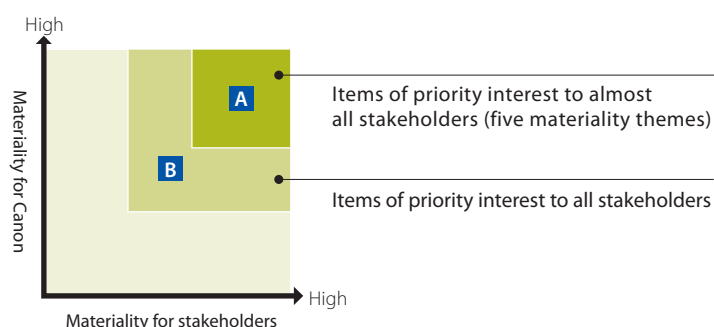 High
Materiality for Canon
A
B
Items of priority interest to almost
all stakeholders (five materiality themes)
Items of priority interest to all stakeholders
High
Materiality for stakeholders